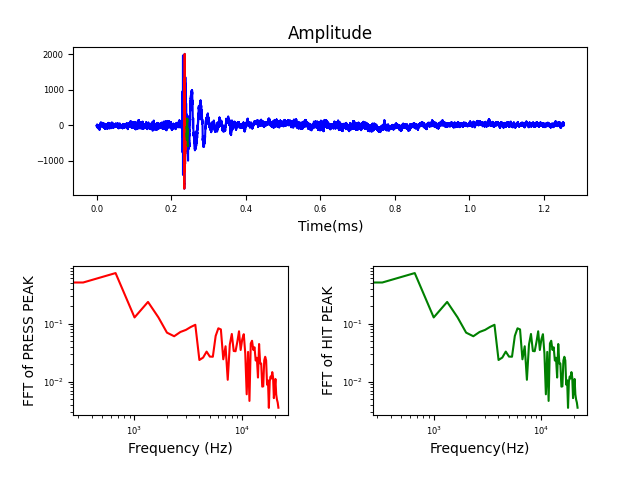 Amplitude
2000
1000
0
−1000
0.0 0.2 0.4 0.6 0.8 1.0 1.2
Time(ms)
FFT of PRESS PEAK
10⁻¹
10⁻²
10³ 10⁴
Frequency (Hz)
FFT of HIT PEAK
10⁻¹
10⁻²
10³ 10⁴
Frequency(Hz)